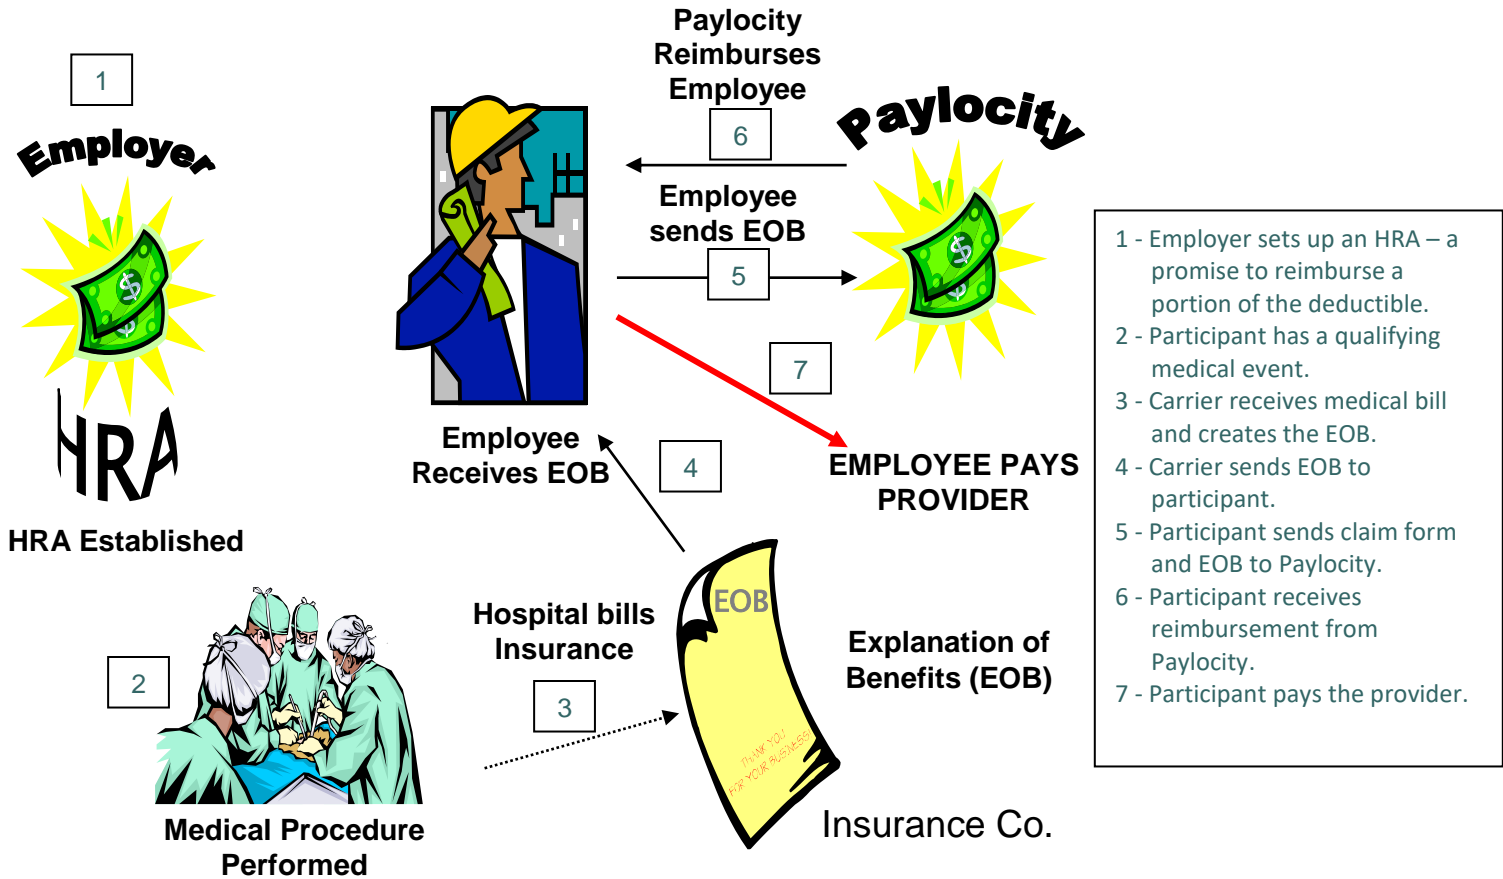 1
Employer
HRA
HRA Established
2
Medical Procedure
Performed
Hospital bills
Insurance
3
EOB
THANK YOU
FOR YOUR BUSINESS!
Explanation of
Benefits (EOB)
Insurance Co.
4
Employee
Receives EOB
Paylocity
Reimburses
Employee
6
Employee
sends EOB
5
Paylocity
$
$
7
EMPLOYEE PAYS
PROVIDER
1 - Employer sets up an HRA – a
promise to reimburse a
portion of the deductible.
2 - Participant has a qualifying
medical event.
3 - Carrier receives medical bill
and creates the EOB.
4 - Carrier sends EOB to
participant.
5 - Participant sends claim form
and EOB to Paylocity.
6 - Participant receives
reimbursement from
Paylocity.
7 - Participant pays the provider.